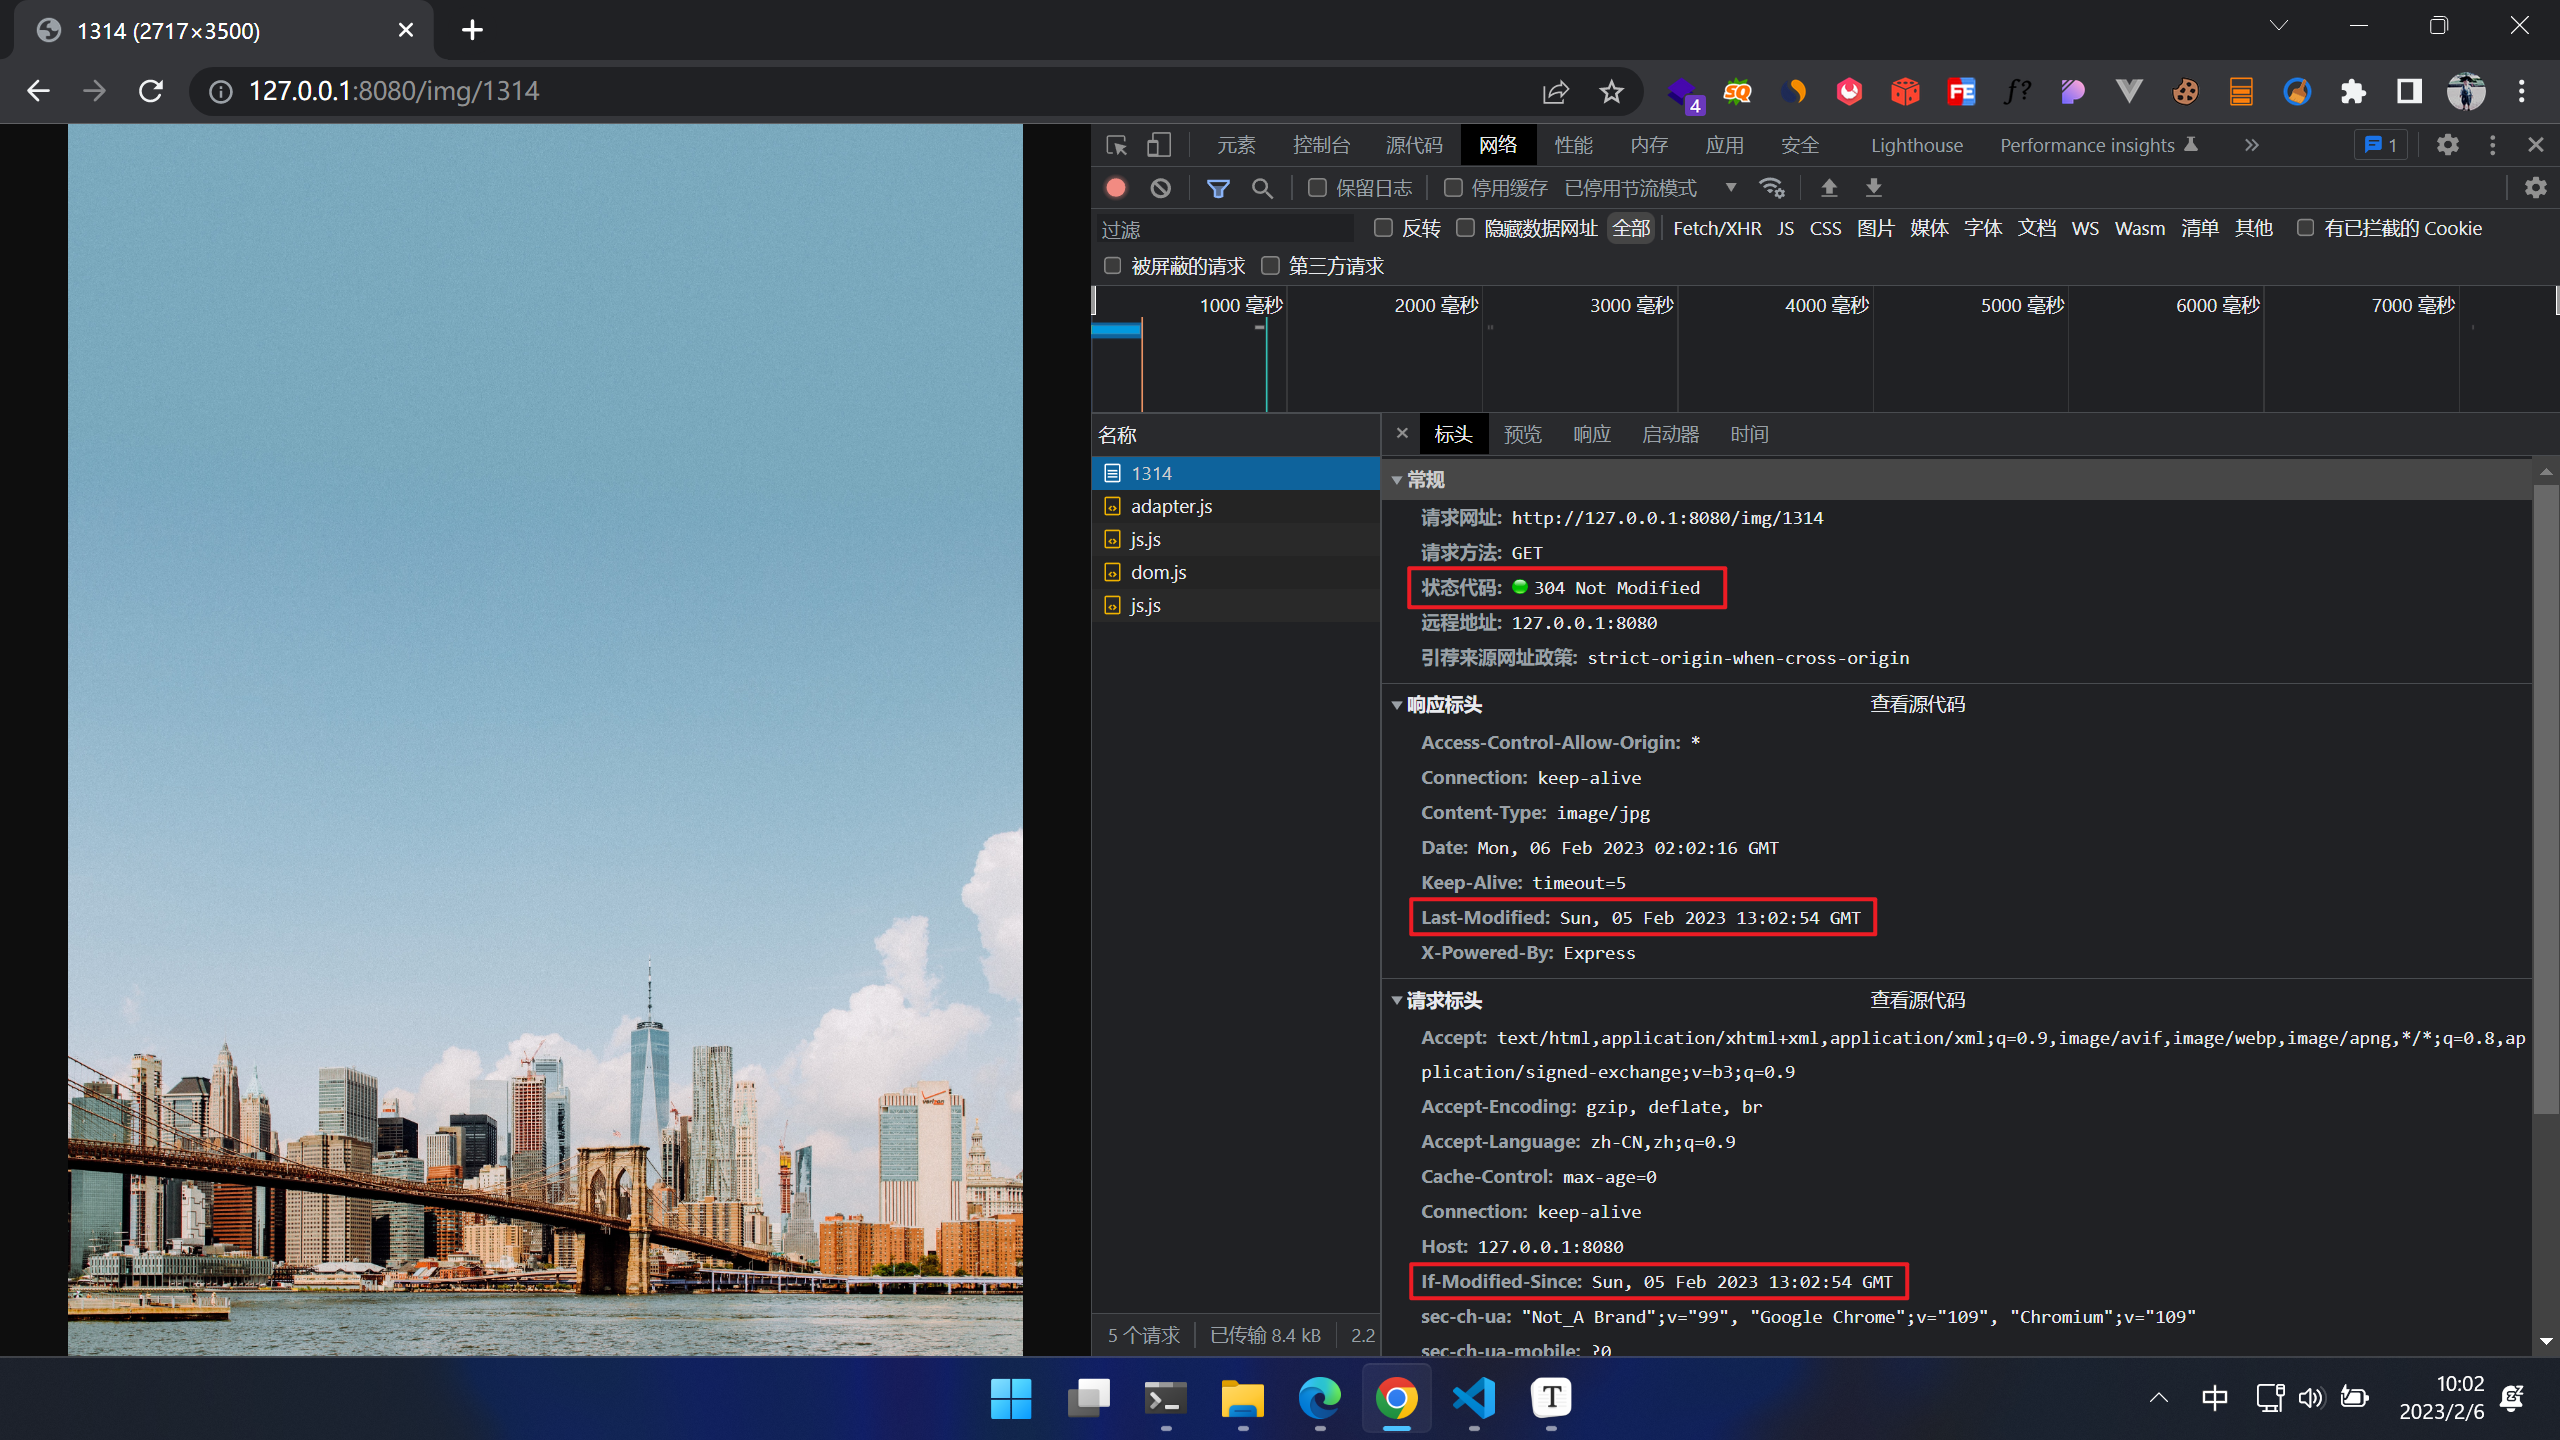 1314 (2717×3500)
127.0.0.1:8080/img/1314
4
SQ
FE
f?
元素 控制台 源代码 网络 性能 内存 应用 安全 Lighthouse Performance insights 1
保留日志 停用缓存 已停用节流模式
过滤 反转 隐藏数据网址 全部 Fetch/XHR JS CSS 图片 媒体 字体 文档 WS Wasm 清单 其他 有已拦截的 Cookie
被屏蔽的请求 第三方请求
1000 毫秒 2000 毫秒 3000 毫秒 4000 毫秒 5000 毫秒 6000 毫秒 7000 毫秒
名称
1314
adapter.js
js.js
dom.js
js.js
5 个请求 已传输 8.4 kB 2.2
标头 预览 响应 启动器 时间
常规
请求网址: http://127.0.0.1:8080/img/1314
请求方法: GET
状态代码: 304 Not Modified
远程地址: 127.0.0.1:8080
引荐来源网址政策: strict-origin-when-cross-origin
响应标头 查看源代码
Access-Control-Allow-Origin: *
Connection: keep-alive
Content-Type: image/jpg
Date: Mon, 06 Feb 2023 02:02:16 GMT
Keep-Alive: timeout=5
Last-Modified: Sun, 05 Feb 2023 13:02:54 GMT
X-Powered-By: Express
请求标头 查看源代码
Accept: text/html,application/xhtml+xml,application/xml;q=0.9,image/avif,image/webp,image/apng,*/*;q=0.8,ap
plication/signed-exchange;v=b3;q=0.9
Accept-Encoding: gzip, deflate, br
Accept-Language: zh-CN,zh;q=0.9
Cache-Control: max-age=0
Connection: keep-alive
Host: 127.0.0.1:8080
If-Modified-Since: Sun, 05 Feb 2023 13:02:54 GMT
sec-ch-ua: "Not_A Brand";v="99", "Google Chrome";v="109", "Chromium";v="109"
sec-ch-ua-mobile: ?0
verizon
T
中
10:02
2023/2/6